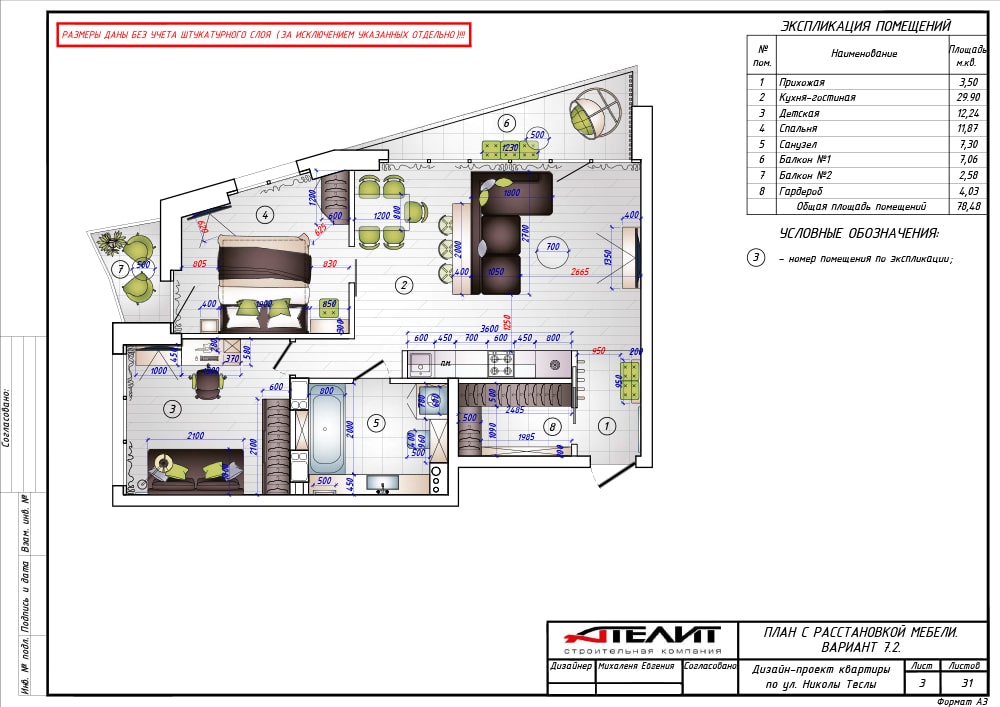 РАЗМЕРЫ ДАНЫ БЕЗ УЧЕТА ШТУКАТУРНОГО СЛОЯ (ЗА ИСКЛЮЧЕНИЕМ УКАЗАННЫХ ОТДЕЛЬНО)!!!
ЭКСПЛИКАЦИЯ ПОМЕЩЕНИЙ
№ пом. Наименование Площадь м.кв.
1 Прихожая 3,50
2 Кухня-гостиная 29.90
3 Детская 12,24
4 Спальня 11,87
5 Санузел 7,30
6 Балкон №1 7,06
7 Балкон №2 2,58
8 Гардероб 4,03
Общая площадь помещений 78,48
УСЛОВНЫЕ ОБОЗНАЧЕНИЯ:
3 - номер помещения по экспликации;
6
500
1230
1200
600
4
625
620
1200
800
1800
400
2700
700
1350
2000
2665
805
830
400
1050
7
500
2
400
1800
850
300
3600
1250
600 450 700 600 450 800
п.м.
950
200
950
450
280
580
370
1000
600
3
2100
2100
800
2000
5
700
600
400
960
500
500
450
500
500
2485
1090
1985
8
1
Согласовано:
Взам. инв. №
Подпись и дата
Инв. № подл.
АТЕЛИТ
строительная компания
ПЛАН С РАССТАНОВКОЙ МЕБЕЛИ.
ВАРИАНТ 7.2.
Дизайнер Михаленя Евгения Согласовано
Дизайн-проект квартиры
по ул. Николы Теслы
Лист Листов
3 31
Формат А3